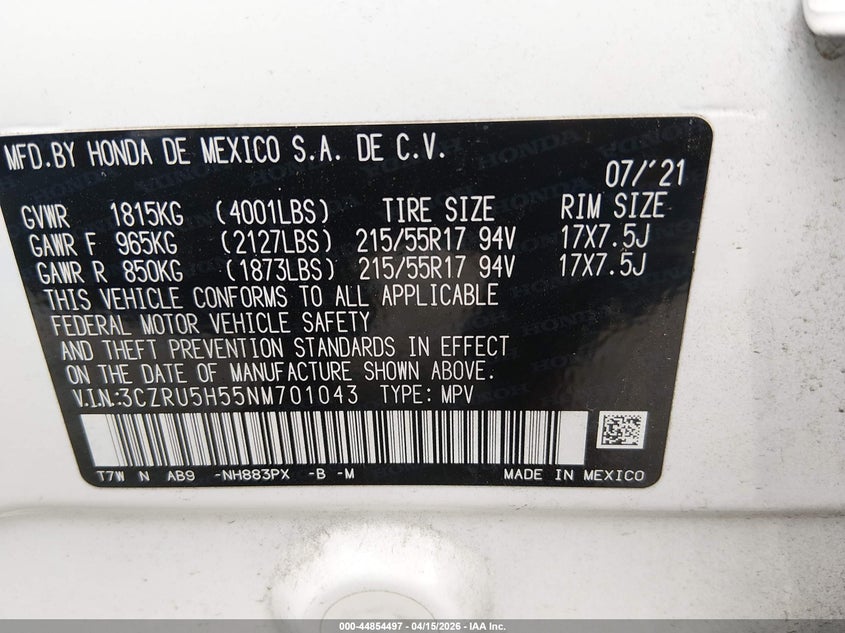 MFD.BY HONDA DE MEXICO S.A. DE C.V.
07/'21
GVWR 1815KG (4001LBS) TIRE SIZE RIM SIZE
GAWR F 965KG (2127LBS) 215/55R17 94V 17X7.5J
GAWR R 850KG (1873LBS) 215/55R17 94V 17X7.5J
THIS VEHICLE CONFORMS TO ALL APPLICABLE
FEDERAL MOTOR VEHICLE SAFETY
AND THEFT PREVENTION STANDARDS IN EFFECT
ON THE DATE OF MANUFACTURE SHOWN ABOVE.
V.I.N.:3CZRU5H55NM701043 TYPE: MPV
T7W N AB9 -NH883PX -B -M MADE IN MEXICO
000-44854497 - 04/15/2026 - IAA Inc.